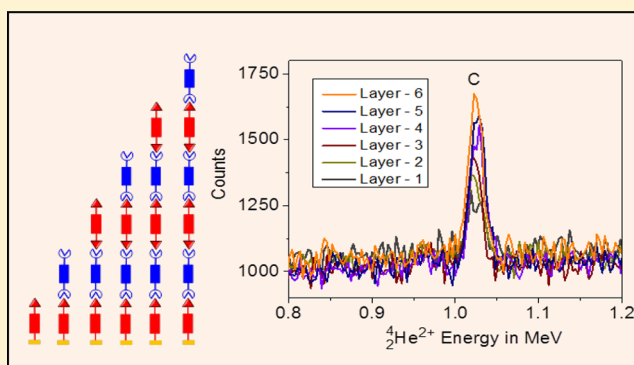 C
1750
1500
1250
1000
Counts
Layer - 6
Layer - 5
Layer - 4
Layer - 3
Layer - 2
Layer - 1
0.8
0.9
1.0
1.1
1.2
⁴₂He²⁺ Energy in MeV